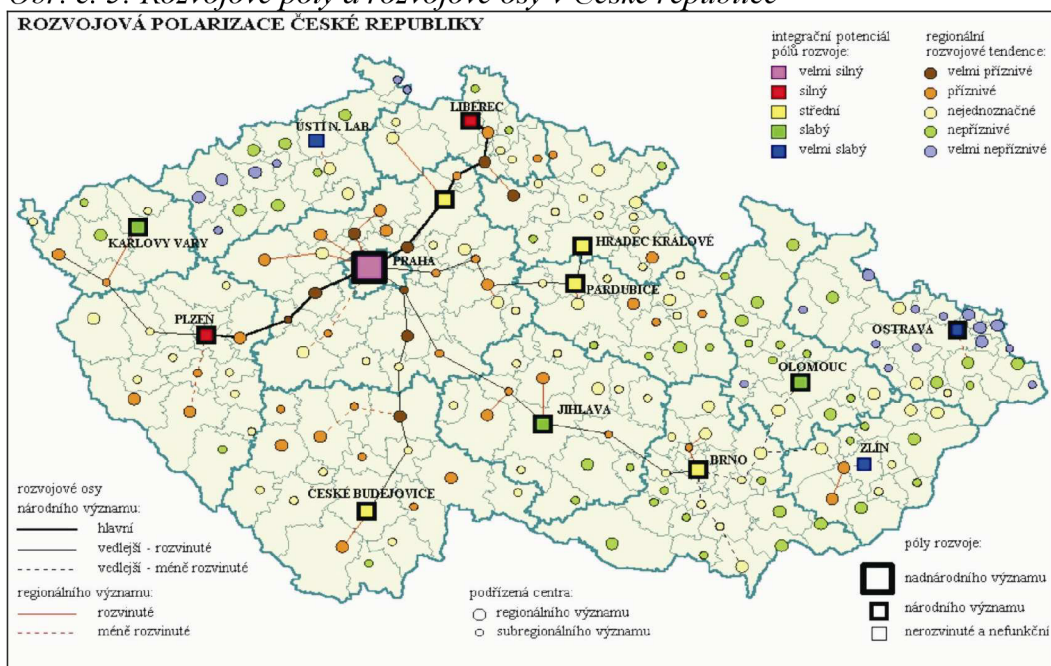 Obr. č. 3: Rozvojové póly a rozvojové osy v České republice
ROZVOJOVÁ POLARIZACE ČESKÉ REPUBLIKY
integrační potenciál
pólů rozvoje:
velmi silný
silný
střední
slabý
velmi slabý
regionální
rozvojové tendence:
velmi příznivé
příznivé
nejednoznačné
nepříznivé
velmi nepříznivé
LIBEREC
ÚSTÍ N. LAB.
KARLOVY VARY
PRAHA
HRADEC KRÁLOVÉ
PARDUBICE
PLZEŇ
OSTRAVA
OLOMOUC
JIHLAVA
BRNO
ZLÍN
ČESKÉ BUDĚJOVICE
rozvojové osy
národního významu:
hlavní
vedlejší - rozvinuté
vedlejší - méně rozvinuté
regionálního významu:
rozvinuté
méně rozvinuté
podřízená centra:
regionálního významu
subregionálního významu
póly rozvoje:
nadnárodního významu
národního významu
nerozvinuté a nefunkční